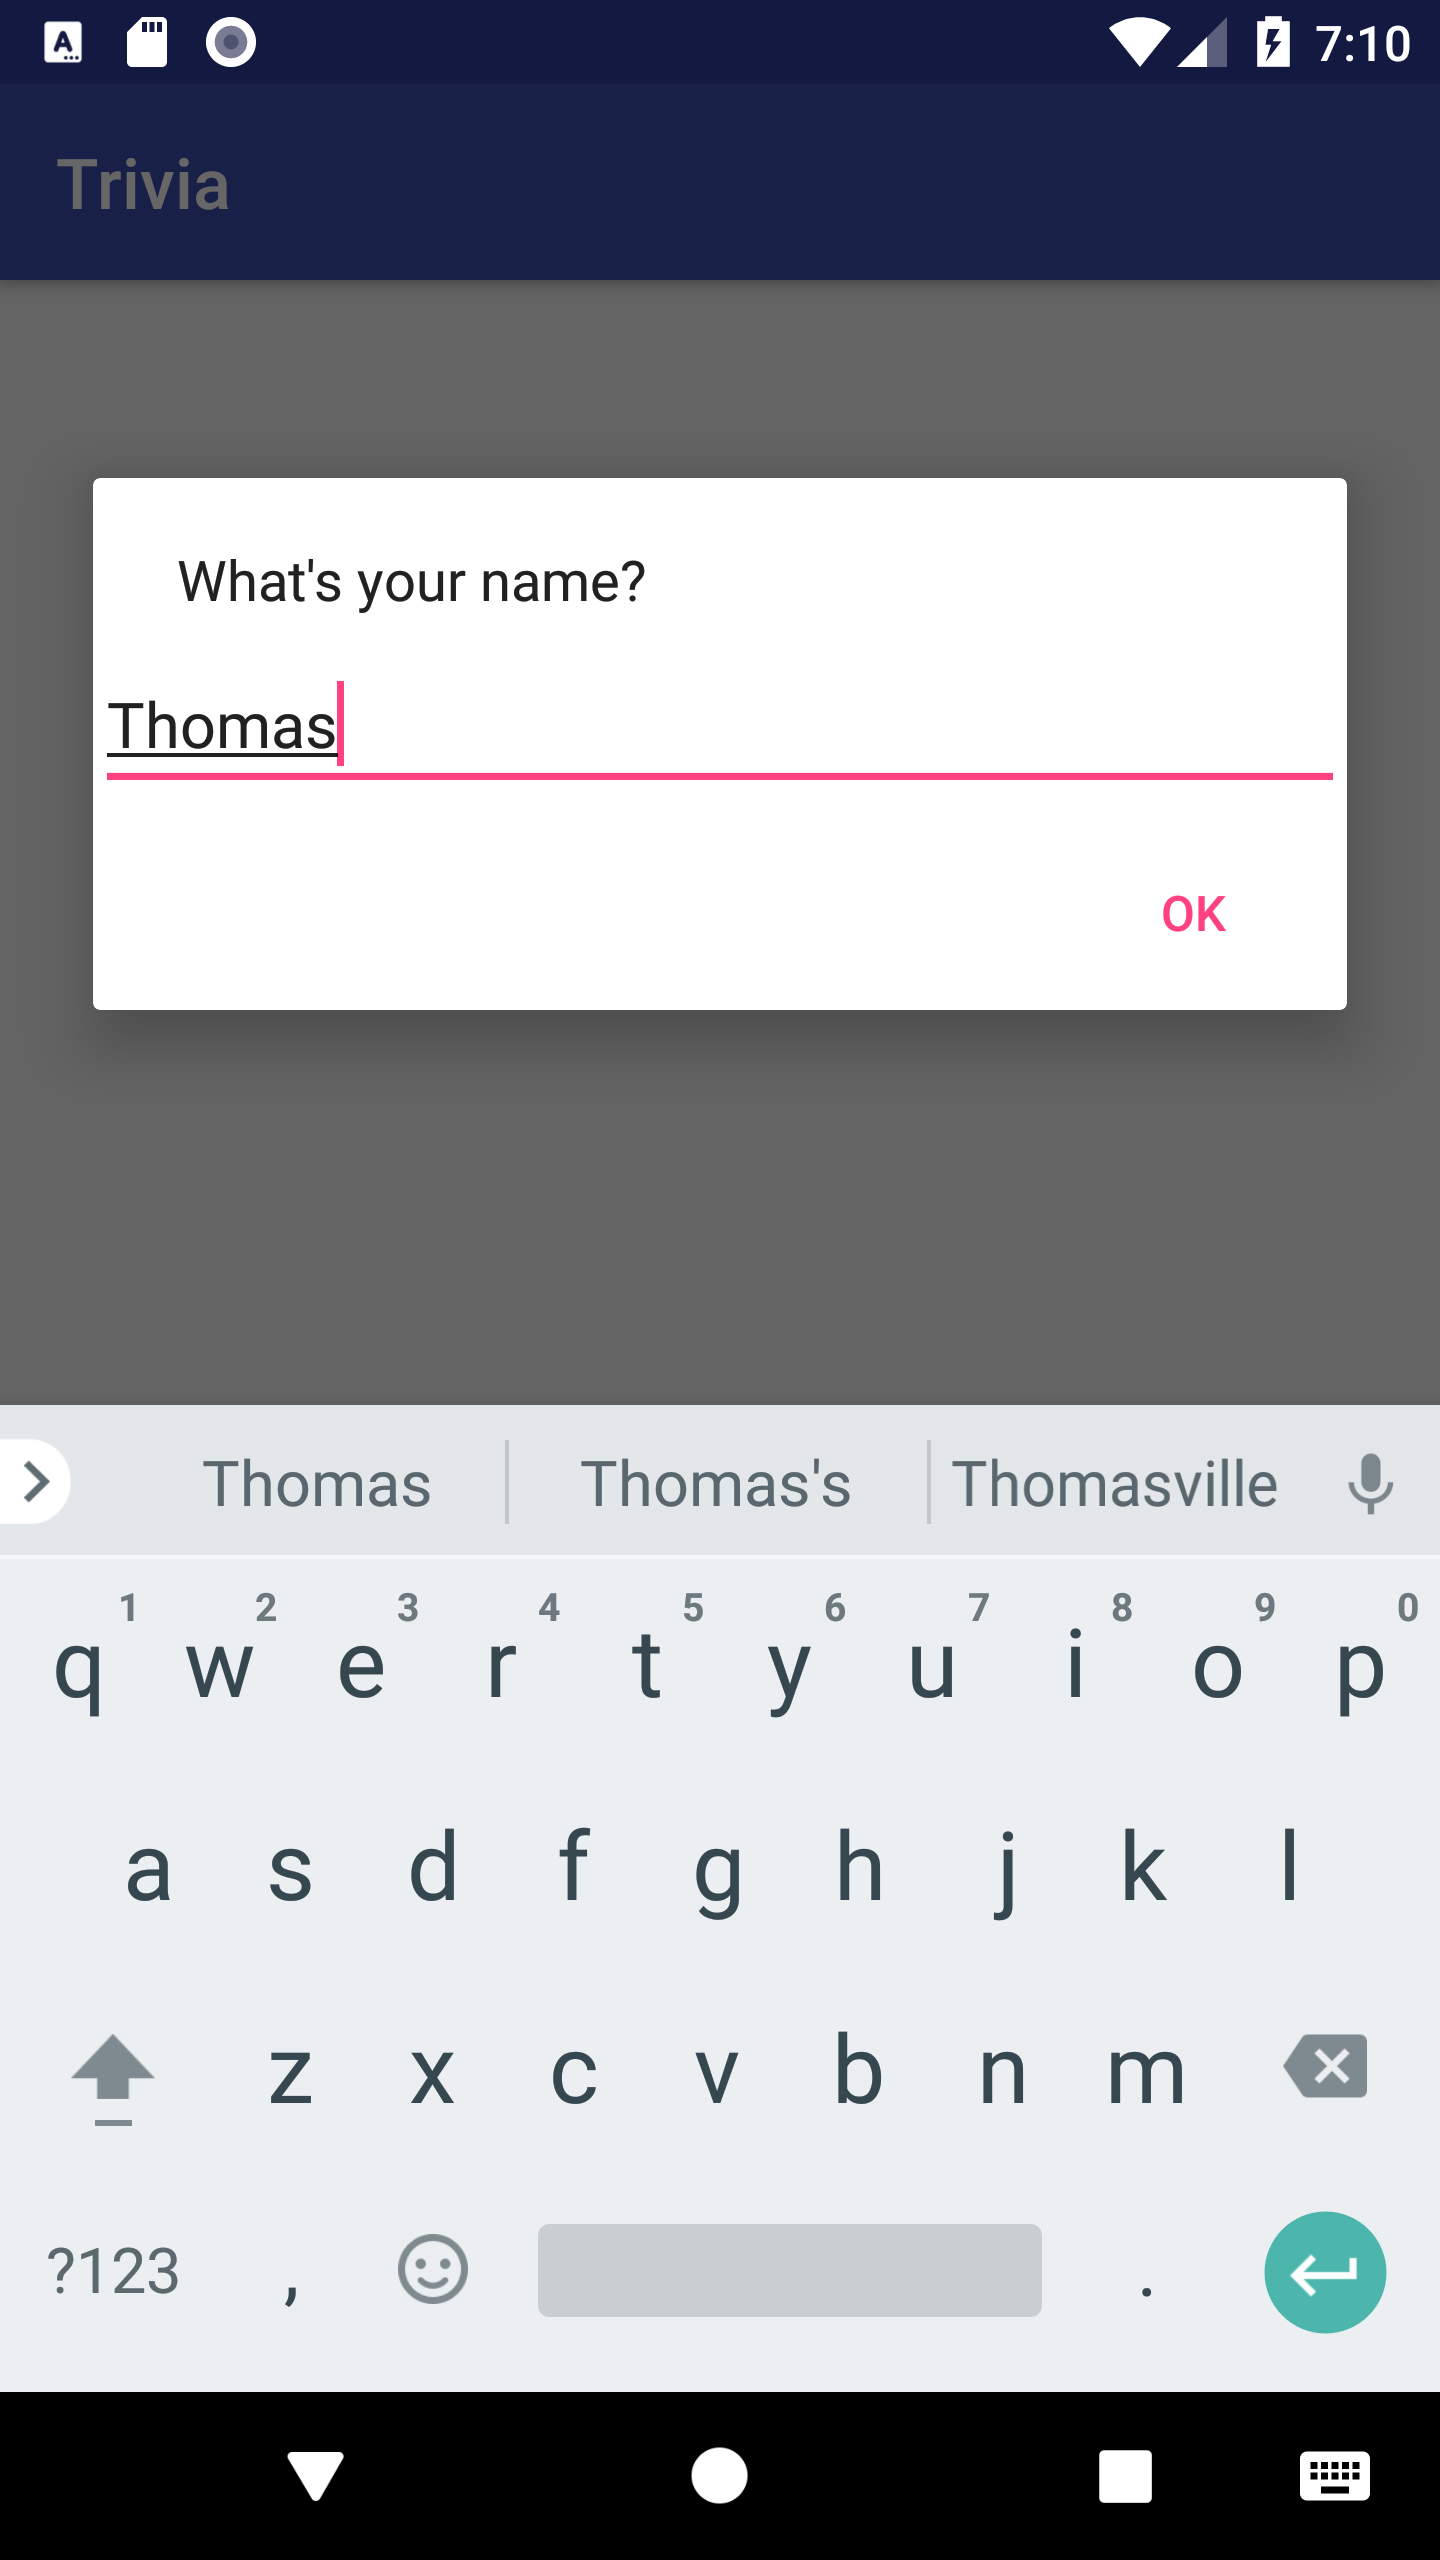 7:10
Trivia
What's your name?
Thomas
OK
Thomas Thomas's Thomasville
1 2 3 4 5 6 7 8 9 0
q w e r t y u i o p
a s d f g h j k l
z x c v b n m
?123 , .